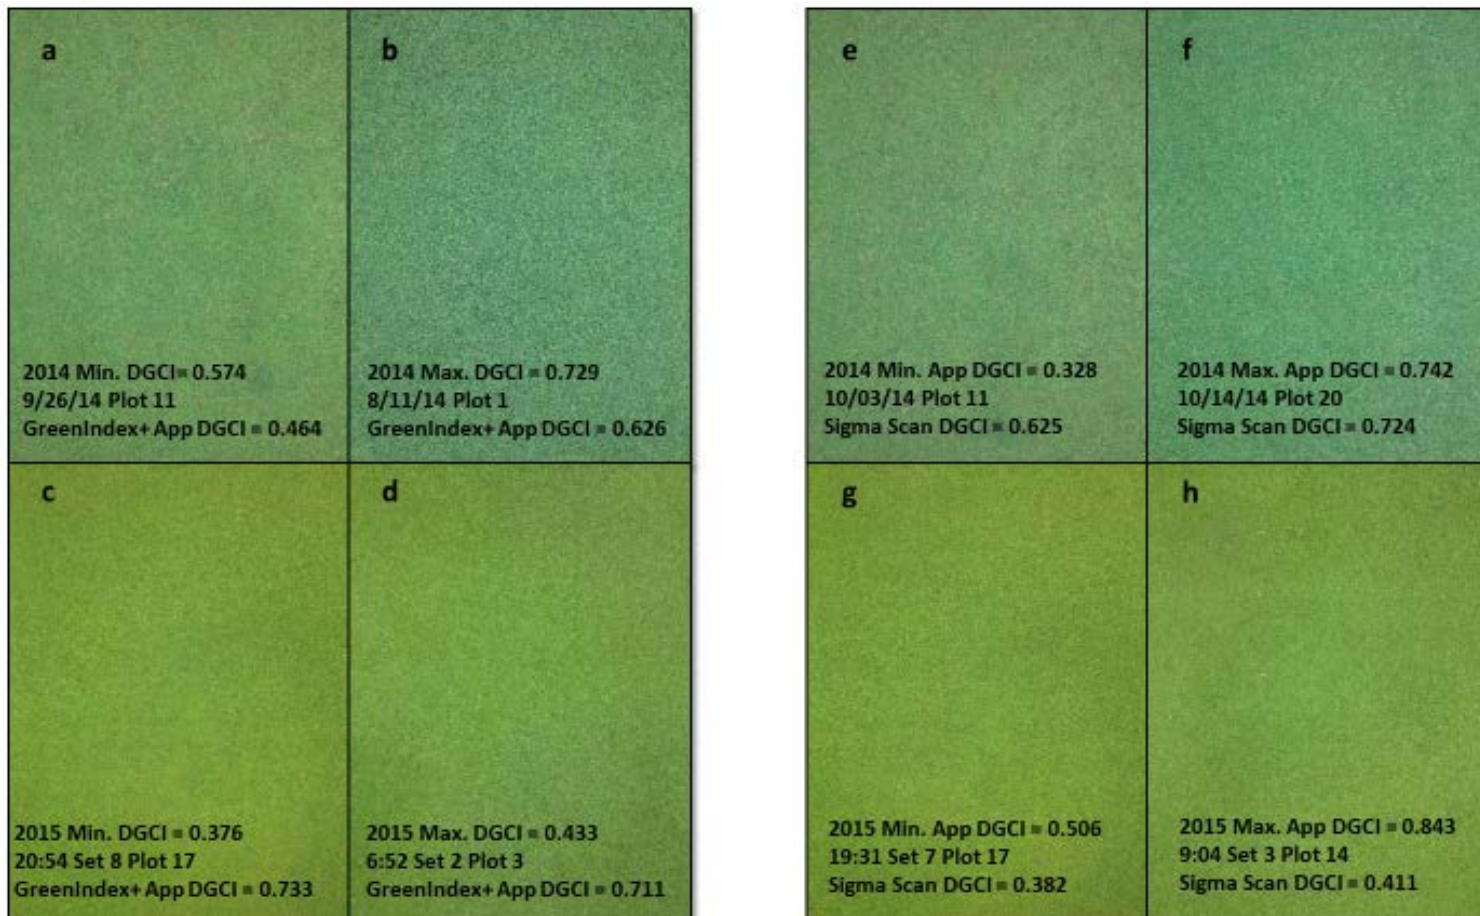 a
2014 Min. DGCI= 0.574
9/26/14 Plot 11
GreenIndex+ App DGCI = 0.464
b
2014 Max. DGCI = 0.729
8/11/14 Plot 1
GreenIndex+ App DGCI = 0.626
c
2015 Min. DGCI = 0.376
20:54 Set 8 Plot 17
GreenIndex+ App DGCI = 0.733
d
2015 Max. DGCI = 0.433
6:52 Set 2 Plot 3
GreenIndex+ App DGCI = 0.711
e
2014 Min. App DGCI = 0.328
10/03/14 Plot 11
Sigma Scan DGCI = 0.625
f
2014 Max. App DGCI = 0.742
10/14/14 Plot 20
Sigma Scan DGCI = 0.724
g
2015 Min. App DGCI = 0.506
19:31 Set 7 Plot 17
Sigma Scan DGCI = 0.382
h
2015 Max. App DGCI = 0.843
9:04 Set 3 Plot 14
Sigma Scan DGCI = 0.411